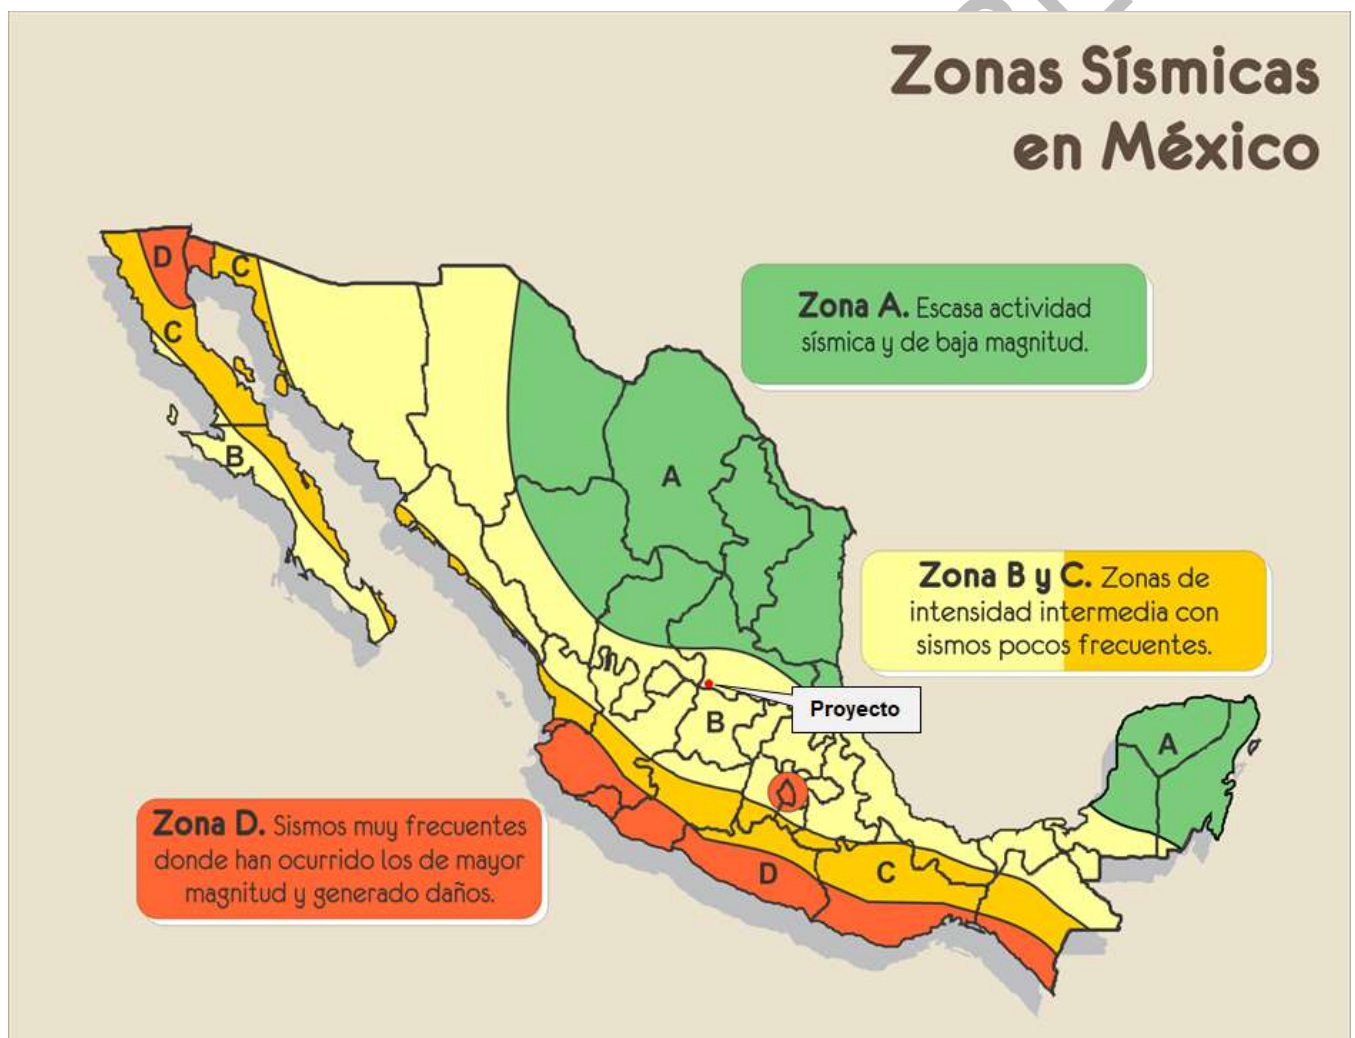 Zonas Sísmicas
en México
D
C
C
Zona A. Escasa actividad
sísmica y de baja magnitud.
B
A
Zona B y C. Zonas de
intensidad intermedia con
sismos pocos frecuentes.
Proyecto
B
A
Zona D. Sismos muy frecuentes
donde han ocurrido los de mayor
magnitud y generado daños.
D
C